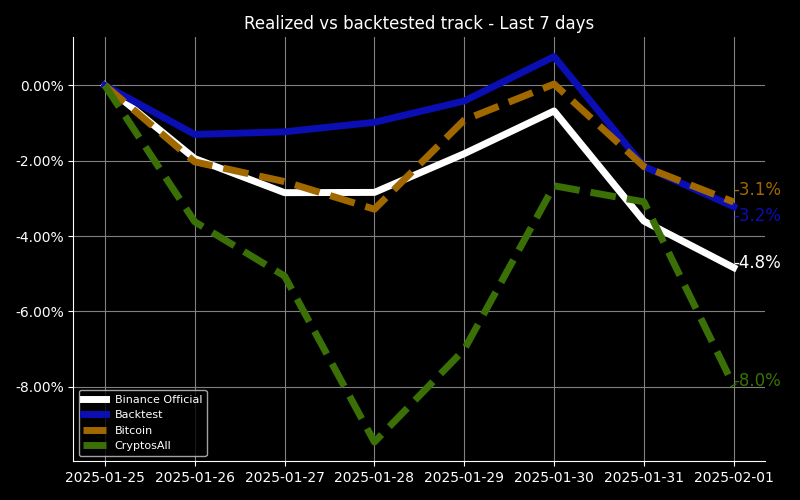 Realized vs backtested track - Last 7 days
0.00%
-2.00%
-4.00%
-6.00%
-8.00%
-3.1%
-3.2%
-4.8%
-8.0%
Binance Official
Backtest
Bitcoin
CryptosAll
2025-01-25 2025-01-26 2025-01-27 2025-01-28 2025-01-29 2025-01-30 2025-01-31 2025-02-01